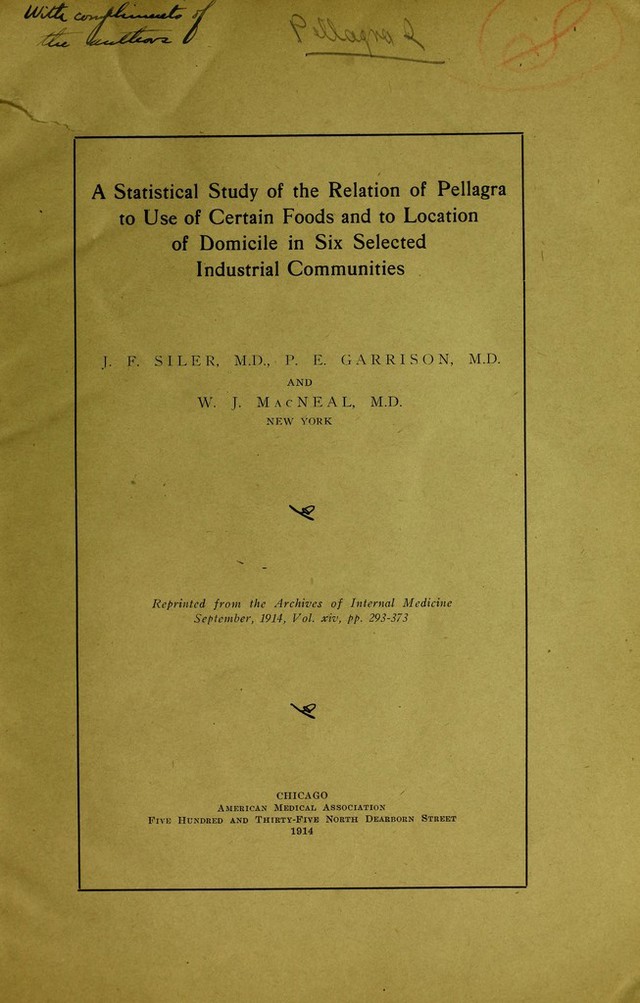 With compliments of
the authors
Pellagra
A Statistical Study of the Relation of Pellagra
to Use of Certain Foods and to Location
of Domicile in Six Selected
Industrial Communities
J. F. SILER, M.D., P. E. GARRISON, M.D.
AND
W. J. MacNEAL, M.D.
NEW YORK
Reprinted from the Archives of Internal Medicine
September, 1914, Vol. xiv, pp. 293-373
CHICAGO
American Medical Association
Five Hundred and Thirty-Five North Dearborn Street
1914